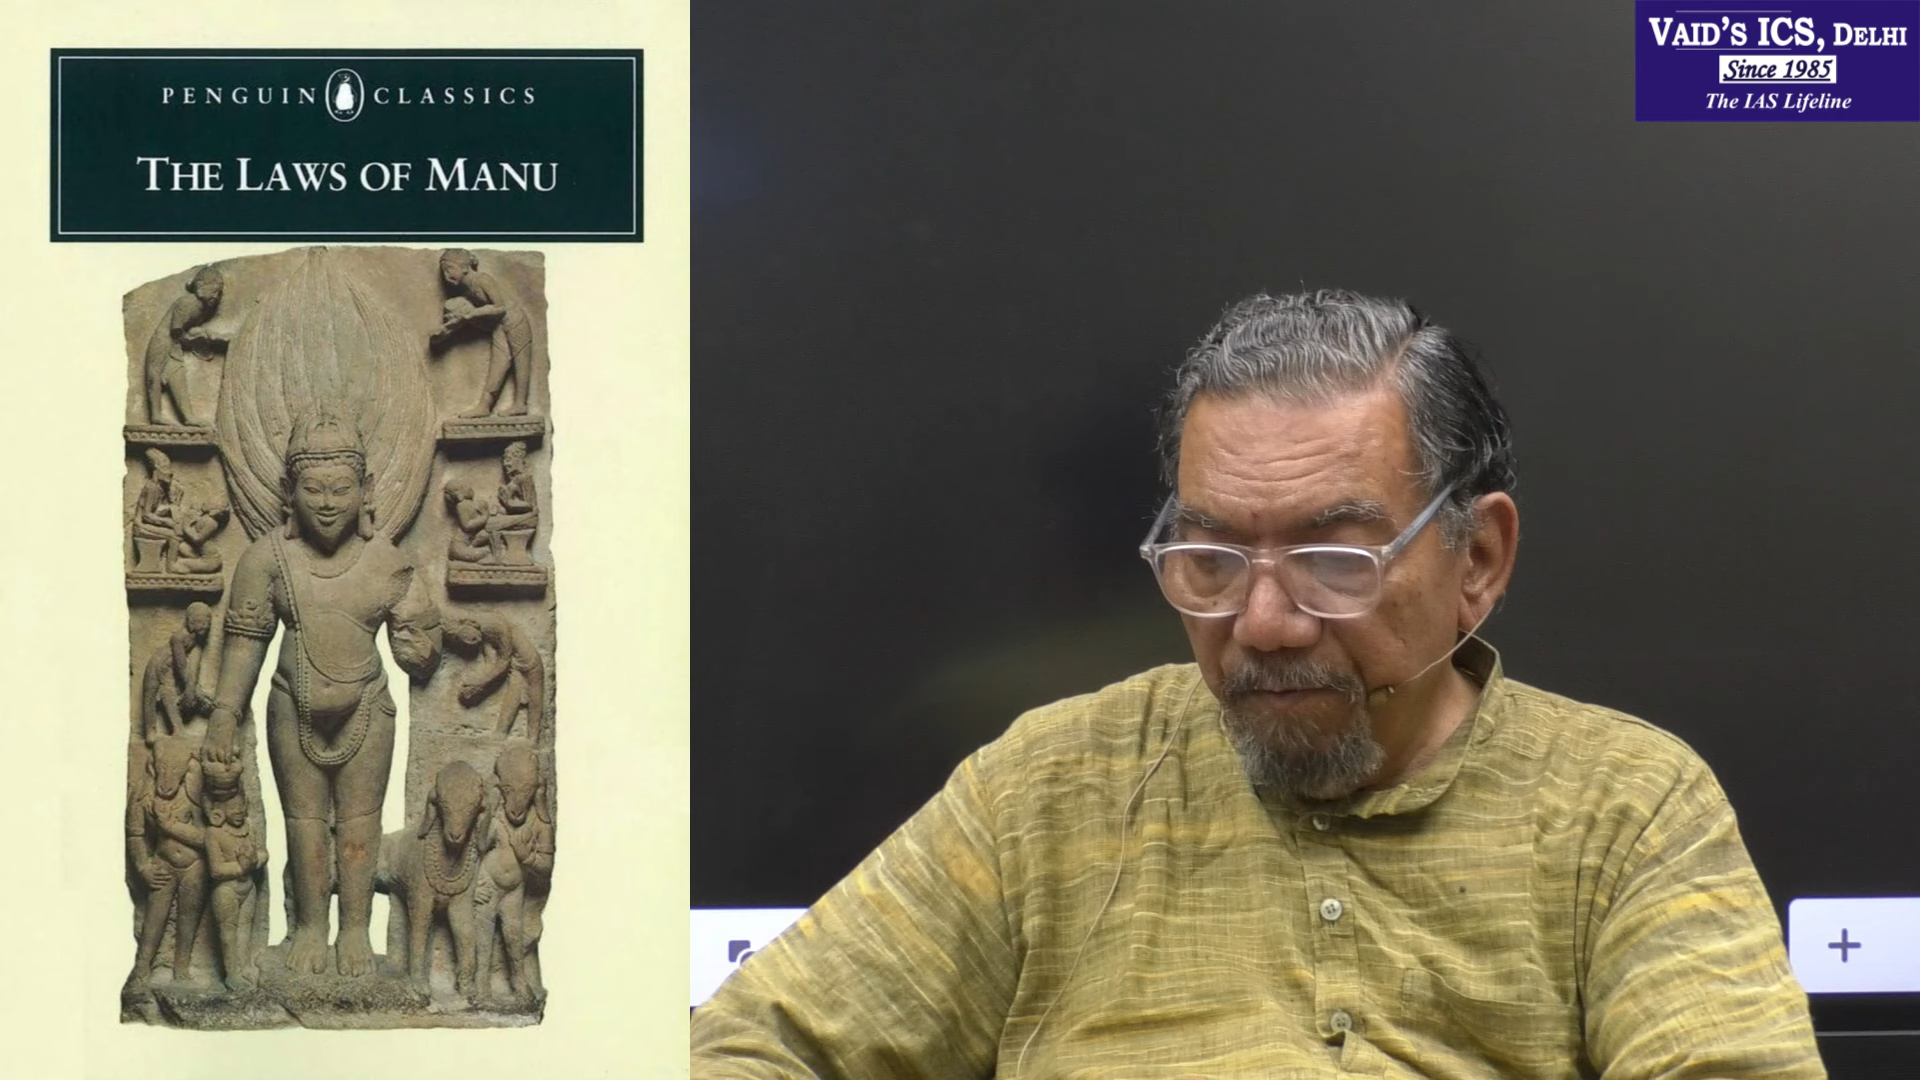 PENGUIN CLASSICS
THE LAWS OF MANU
VAID'S ICS, DELHI
Since 1985
The IAS Lifeline